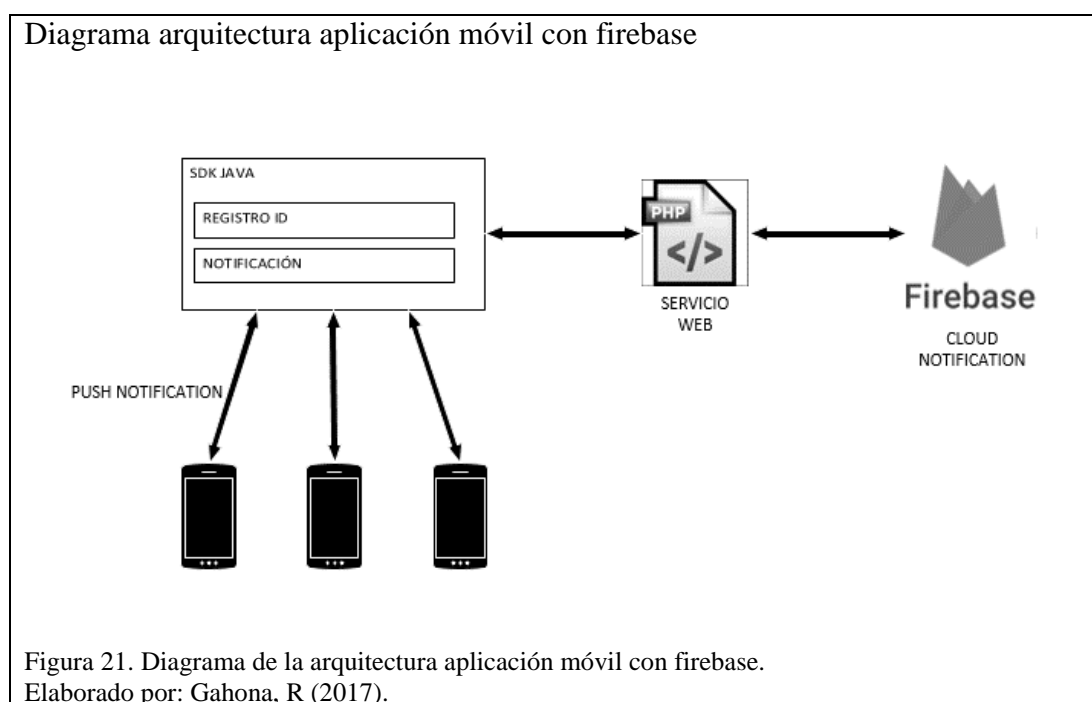 Diagrama arquitectura aplicación móvil con firebase
SDK JAVA
REGISTRO ID
NOTIFICACIÓN
PHP
</>
SERVICIO
WEB
Firebase
CLOUD
NOTIFICATION
PUSH NOTIFICATION
Figura 21. Diagrama de la arquitectura aplicación móvil con firebase.
Elaborado por: Gahona, R (2017).